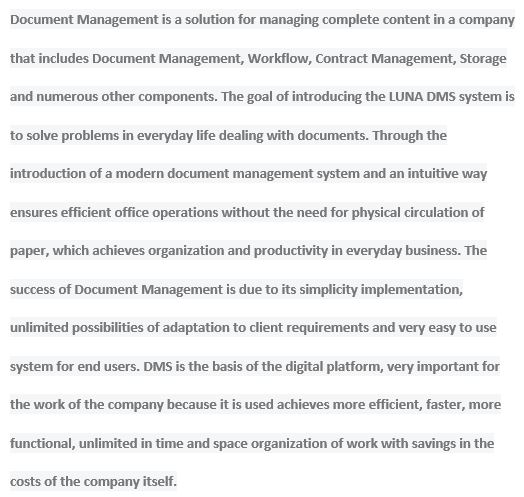 Document Management is a solution for managing complete content in a company
that includes Document Management, Workflow, Contract Management, Storage
and numerous other components. The goal of introducing the LUNA DMS system is
to solve problems in everyday life dealing with documents. Through the
introduction of a modern document management system and an intuitive way
ensures efficient office operations without the need for physical circulation of
paper, which achieves organization and productivity in everyday business. The
success of Document Management is due to its simplicity implementation,
unlimited possibilities of adaptation to client requirements and very easy to use
system for end users. DMS is the basis of the digital platform, very important for
the work of the company because it is used achieves more efficient, faster, more
functional, unlimited in time and space organization of work with savings in the
costs of the company itself.